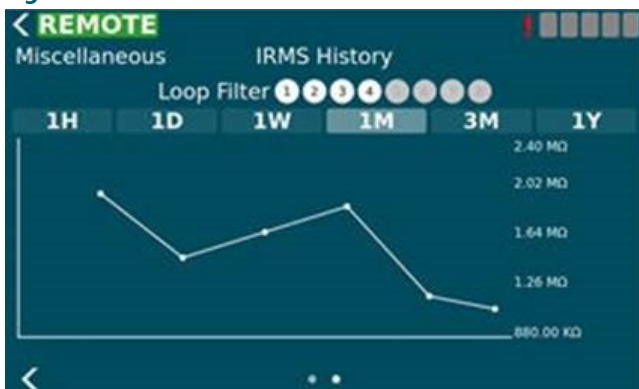 REMOTE
Miscellaneous
IRMS History
Loop Filter 1 2 3 4
1H 1D 1W 1M 3M 1Y
2.40 MΩ
2.02 MΩ
1.64 MΩ
1.26 MΩ
880.00 KΩ